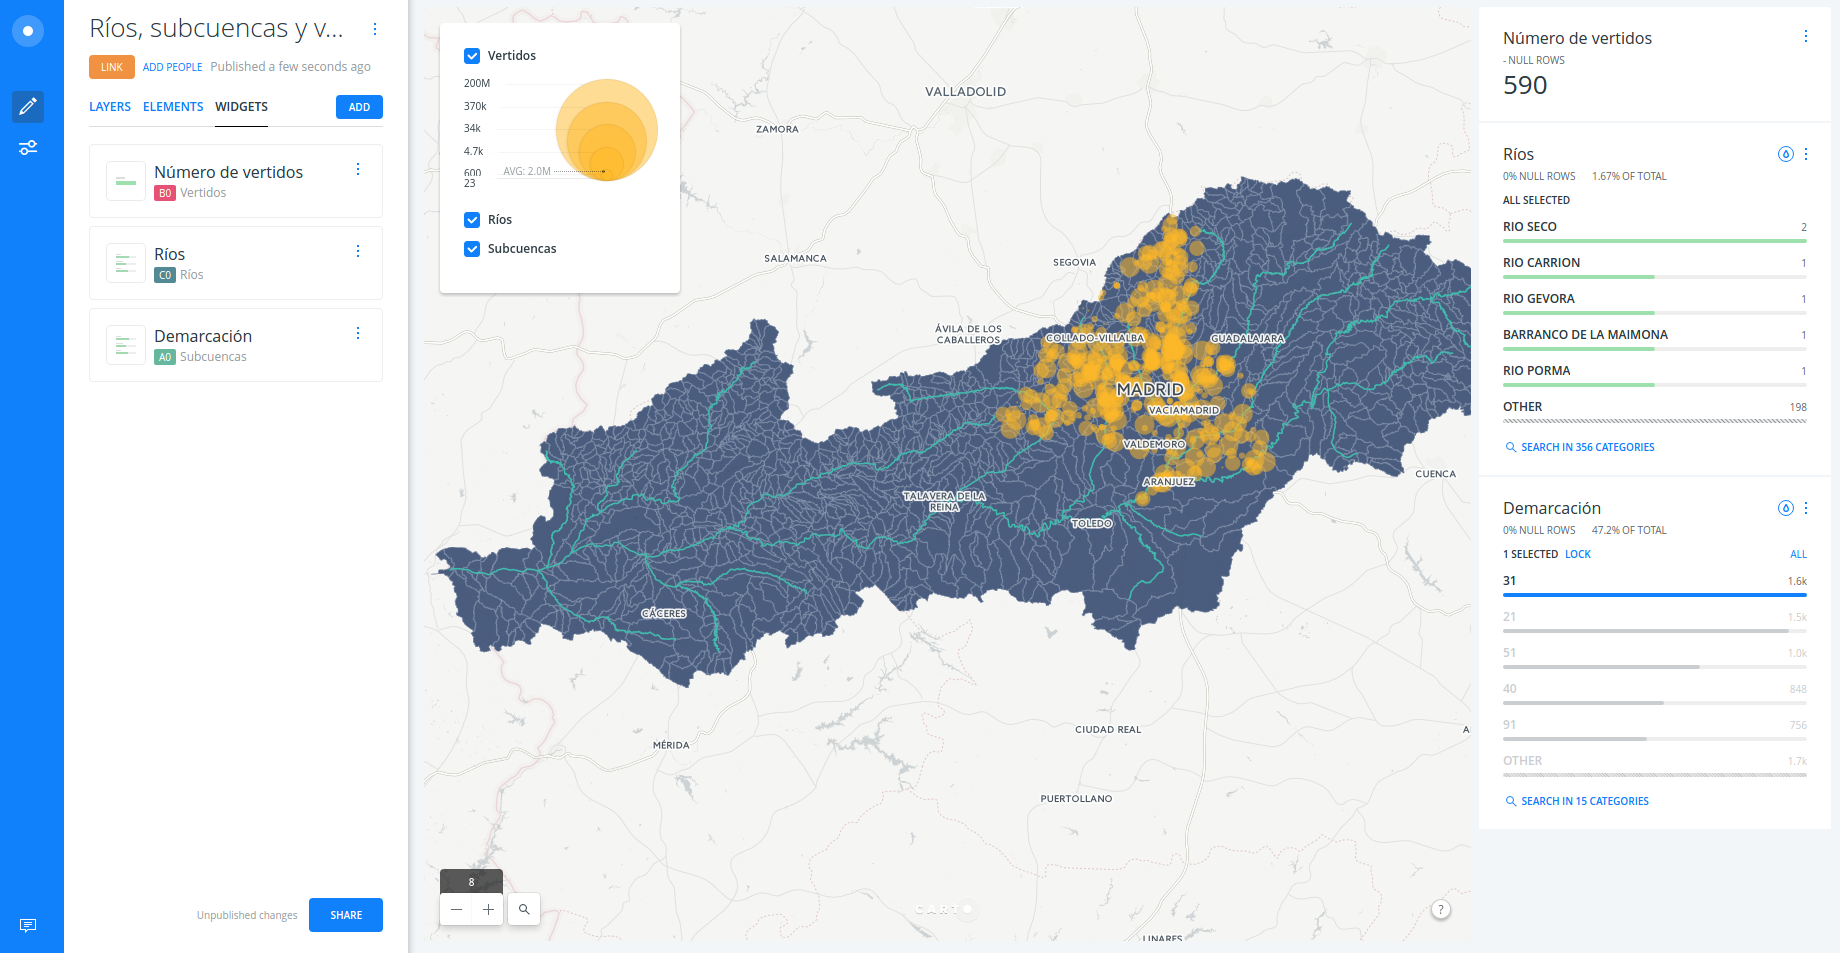 Ríos, subcuencas y v...
LINK ADD PEOPLE Published a few seconds ago
LAYERS ELEMENTS WIDGETS ADD
Número de vertidos
B0 Vertidos
Ríos
C0 Ríos
Demarcación
A0 Subcuencas
Unpublished changes SHARE
Vertidos
200M
370k
34k
4.7k
600
23
AVG: 2.0M
Ríos
Subcuencas
VALLADOLID
ZAMORA
SALAMANCA
SEGOVIA
ÁVILA DE LOS
CABALLEROS
COLLADO-VILLALBA
GUADALAJARA
MADRID
VACIAMADRID
VALDEMORO
CUENCA
ARANJUEZ
TALAVERA DE LA
REINA
TOLEDO
CÁCERES
CIUDAD REAL
A
MÉRIDA
PUERTOLLANO
LINARES
8
CARTO
?
Número de vertidos
- NULL ROWS
590
Ríos
0% NULL ROWS 1.67% OF TOTAL
ALL SELECTED
RIO SECO 2
RIO CARRION 1
RIO GEVORA 1
BARRANCO DE LA MAIMONA 1
RIO PORMA 1
OTHER 198
SEARCH IN 356 CATEGORIES
Demarcación
0% NULL ROWS 47.2% OF TOTAL
1 SELECTED LOCK ALL
31 1.6k
21 1.5k
51 1.0k
40 848
91 756
OTHER 1.7k
SEARCH IN 15 CATEGORIES